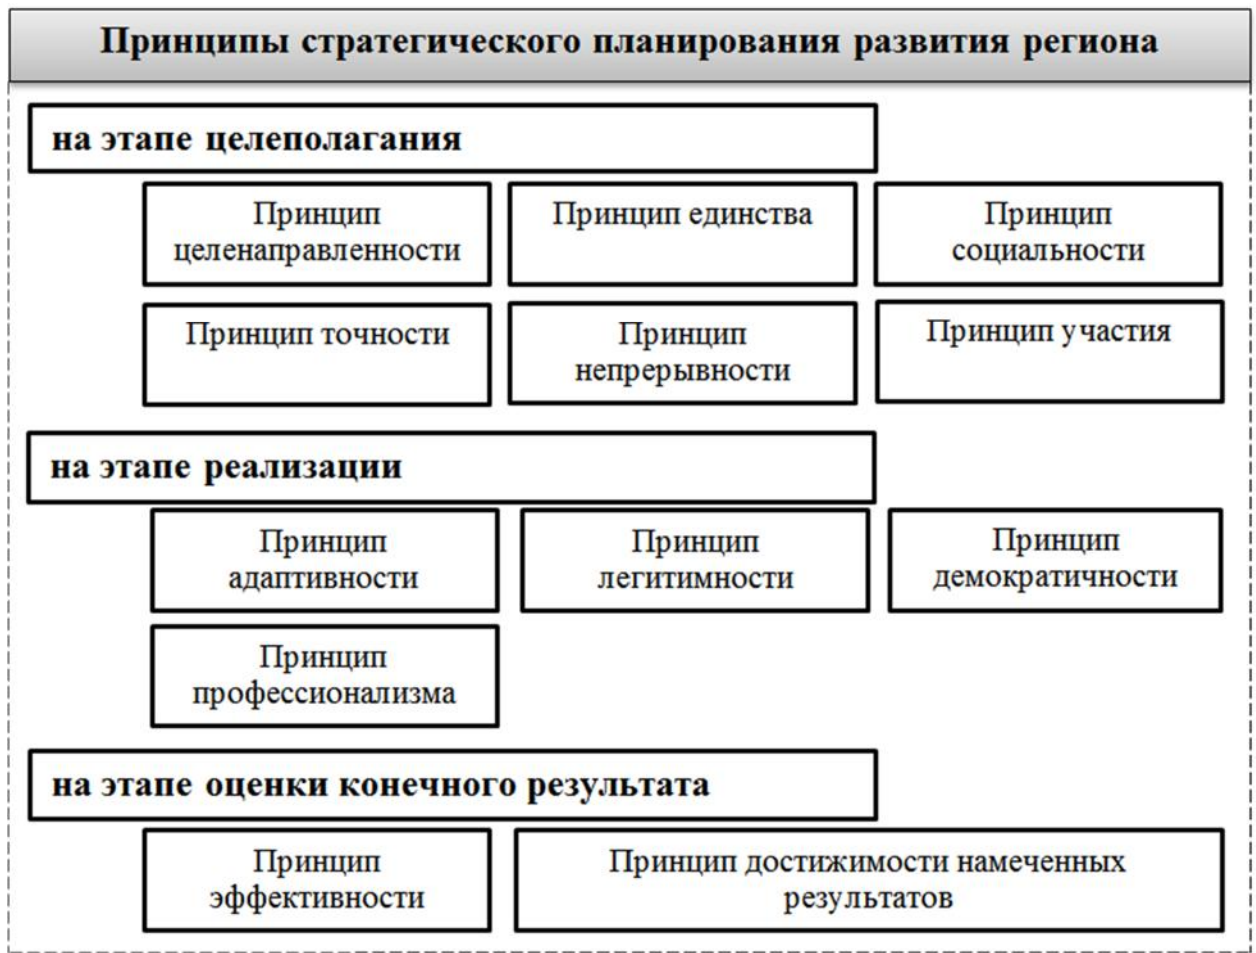 Принципы стратегического планирования развития региона
на этапе целеполагания
Принцип
целенаправленности
Принцип единства
Принцип
социальности
Принцип точности
Принцип
непрерывности
Принцип участия
на этапе реализации
Принцип
адаптивности
Принцип
легитимности
Принцип
демократичности
Принцип
профессионализма
на этапе оценки конечного результата
Принцип
эффективности
Принцип достижимости намеченных
результатов